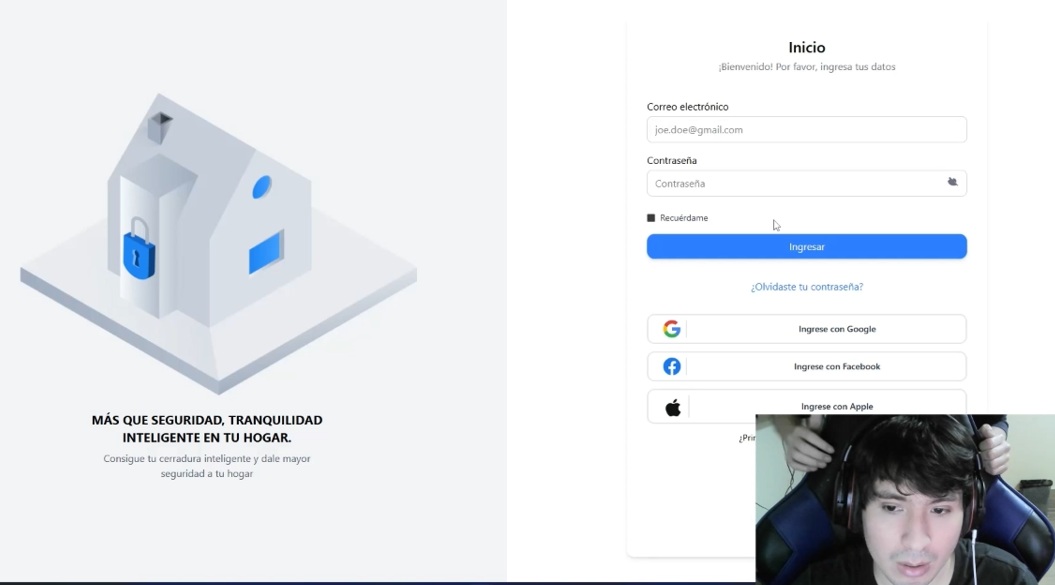 MÁS QUE SEGURIDAD, TRANQUILIDAD
INTELIGENTE EN TU HOGAR.
Consigue tu cerradura inteligente y dale mayor
seguridad a tu hogar
Inicio
¡Bienvenido! Por favor, ingresa tus datos
Correo electrónico
joe.doe@gmail.com
Contraseña
Contraseña
Recuérdame
Ingresar
¿Olvidaste tu contraseña?
Ingrese con Google
Ingrese con Facebook
Ingrese con Apple